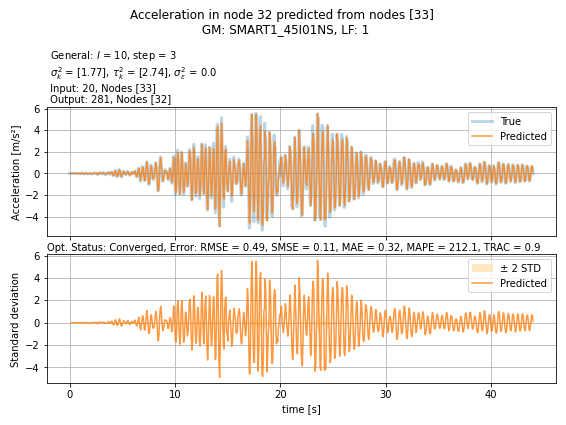 Acceleration in node 32 predicted from nodes [33]
GM: SMART1_45I01NS, LF: 1
General: l = 10, step = 3
σ²ₖ = [1.77], τ²ₖ = [2.74], σ²ε = 0.0
Input: 20, Nodes [33]
Output: 281, Nodes [32]
6
4
2
0
−2
−4
Acceleration [m/s²]
True
Predicted
Opt. Status: Converged, Error: RMSE = 0.49, SMSE = 0.11, MAE = 0.32, MAPE = 212.1, TRAC = 0.9
6
4
2
0
−2
−4
Standard deviation
± 2 STD
Predicted
0
10
20
30
40
time [s]